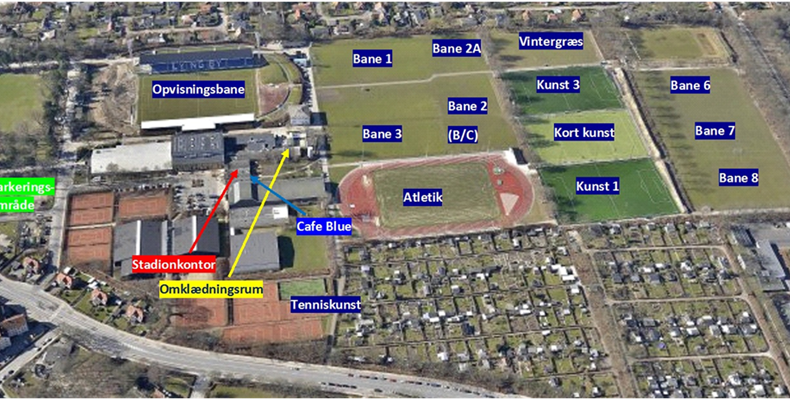 LYNGBY
Opvisningsbane
Bane 1
Bane 2A
Vintergræs
Kunst 3
Bane 6
Bane 3
Bane 2
(B/C)
Kort kunst
Bane 7
Kunst 1
Bane 8
Atletik
arkerings-
mråde
Cafe Blue
Stadionkontor
Omklædningsrum
Tenniskunst